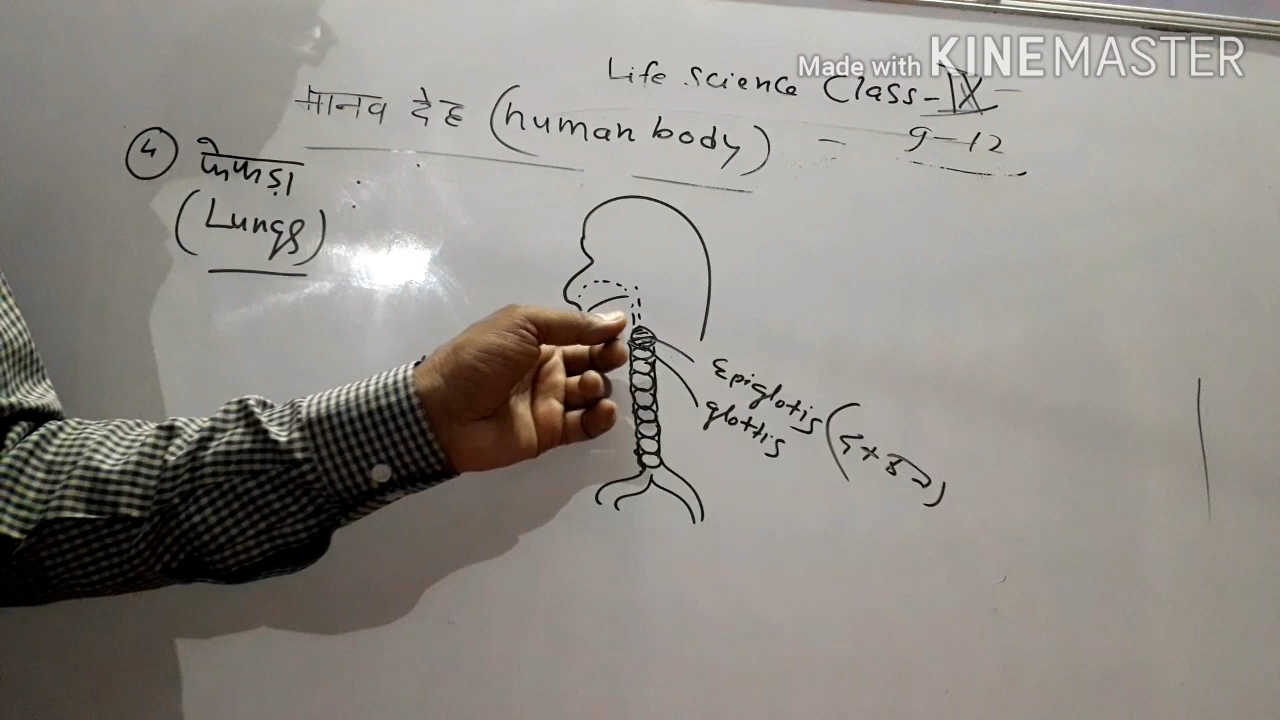 Made with KINEMASTER
Life science Class-IX
मानव देह (human body) - 9-12
④ फेफड़ा
(Lungs)
Epiglotis
glottis